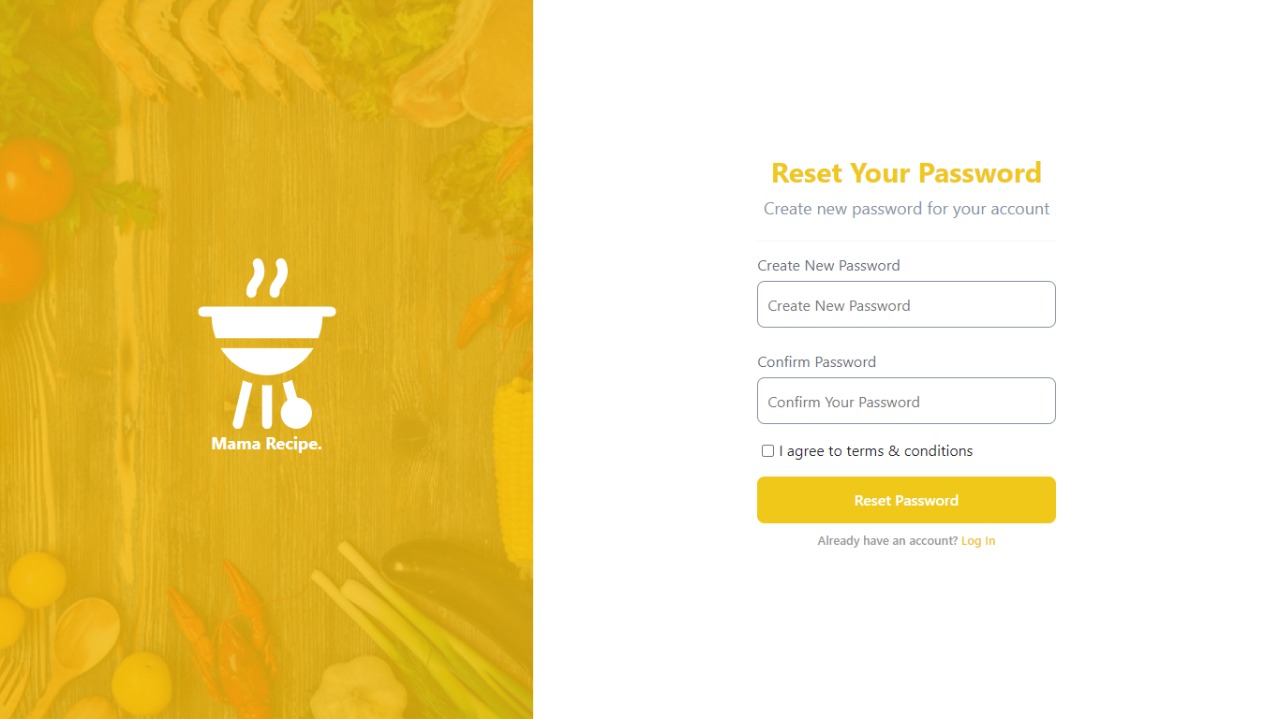 Mama Recipe.
Reset Your Password
Create new password for your account
Create New Password
Create New Password
Confirm Password
Confirm Your Password
I agree to terms & conditions
Reset Password
Already have an account? Log In